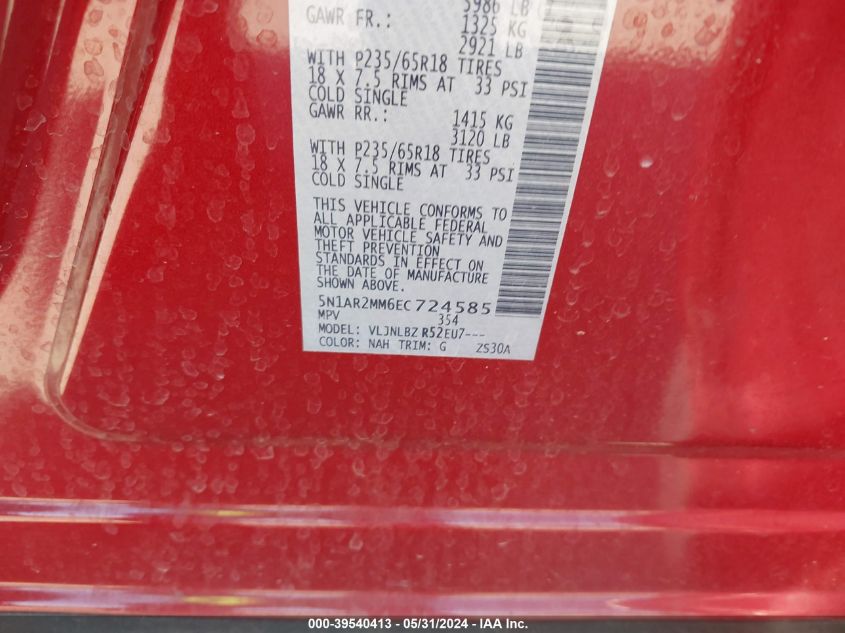 5986 LB
GAWR FR.: 1325 KG
2921 LB
WITH P235/65R18 TIRES
18 X 7.5 RIMS AT 33 PSI
COLD SINGLE
GAWR RR.: 1415 KG
3120 LB
WITH P235/65R18 TIRES
18 X 7.5 RIMS AT 33 PSI
COLD SINGLE
THIS VEHICLE CONFORMS TO
ALL APPLICABLE FEDERAL
MOTOR VEHICLE SAFETY AND
THEFT PREVENTION
STANDARDS IN EFFECT ON
THE DATE OF MANUFACTURE
SHOWN ABOVE.
5N1AR2MM6EC724585
MPV 354
MODEL: VLJNLBZ R52EU7---
COLOR: NAH TRIM: G ZS30A
000-39540413 - 05/31/2024 - IAA Inc.